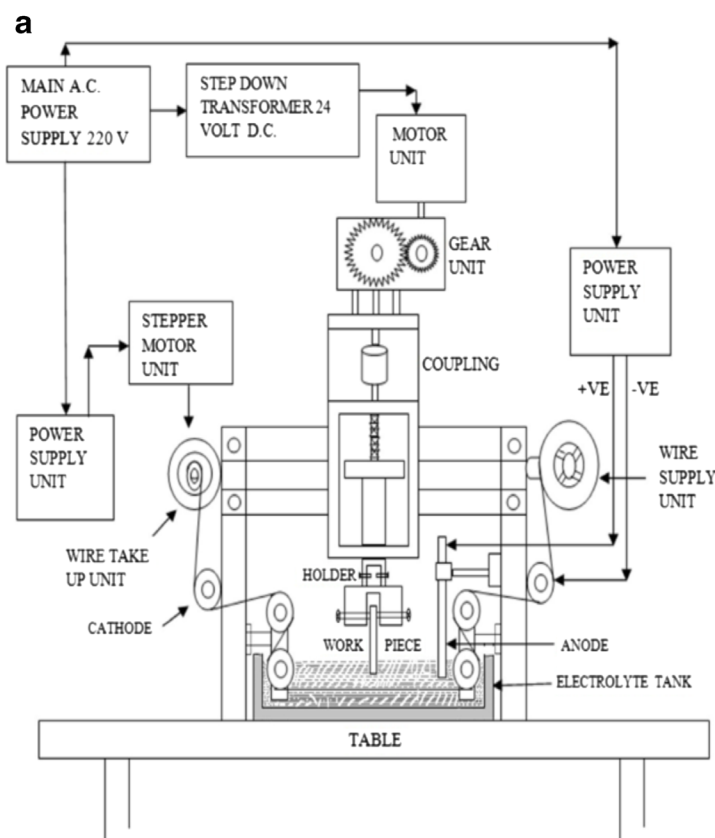 a
MAIN A.C.
POWER
SUPPLY 220 V
STEP DOWN
TRANSFORMER 24
VOLT D.C.
MOTOR
UNIT
GEAR
UNIT
POWER
SUPPLY
UNIT
STEPPER
MOTOR
UNIT
COUPLING
+VE
-VE
POWER
SUPPLY
UNIT
WIRE
SUPPLY
UNIT
WIRE TAKE
UP UNIT
HOLDER
CATHODE
WORK PIECE
ANODE
ELECTROLYTE TANK
TABLE